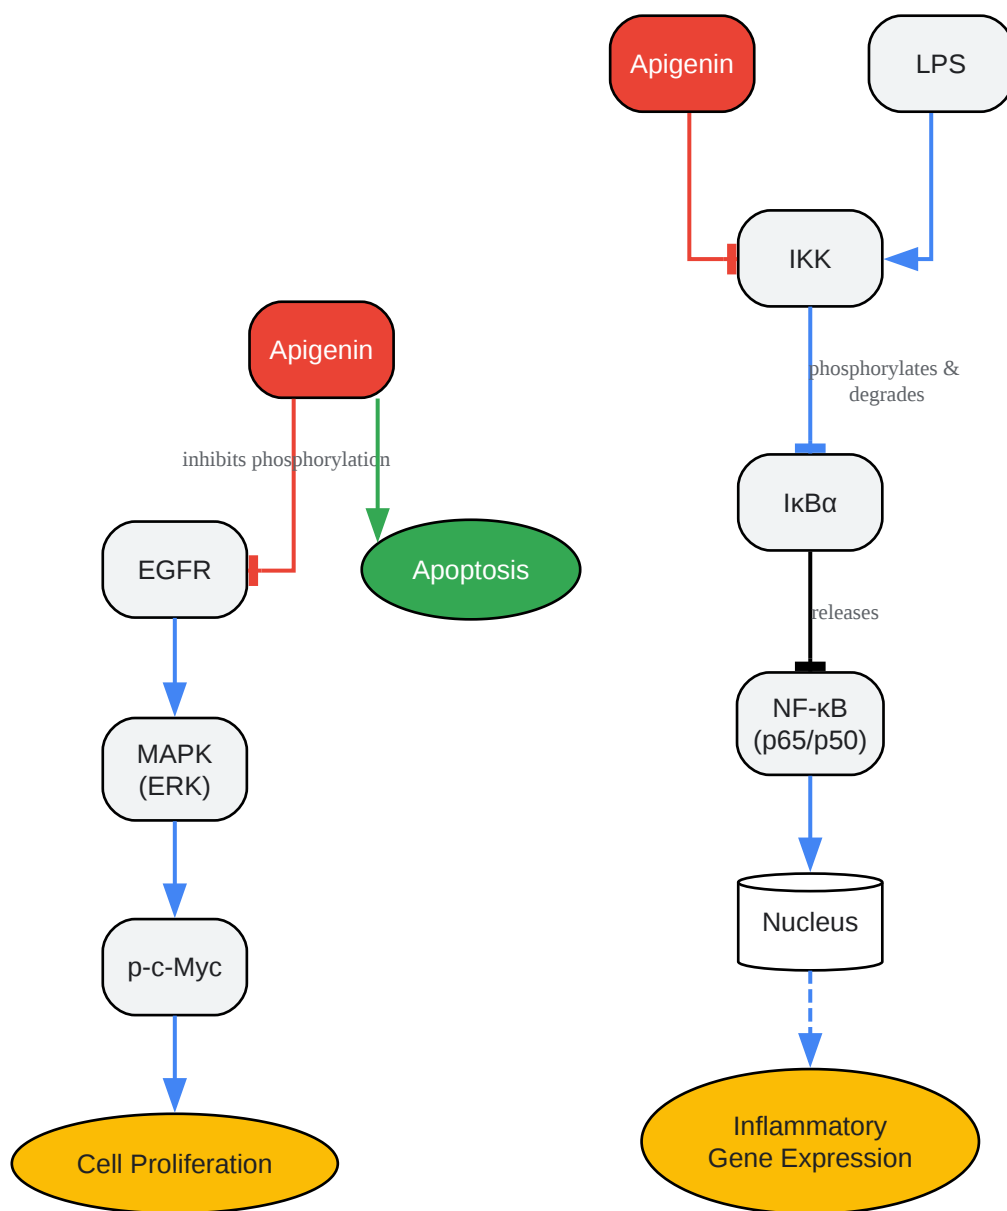 Apigenin
inhibits phosphorylation
EGFR
Apoptosis
MAPK
(ERK)
p-c-Myc
Cell Proliferation
Apigenin
LPS
IKK
phosphorylates &
degrades
IκBα
releases
NF-κB
(p65/p50)
Nucleus
Inflammatory
Gene Expression